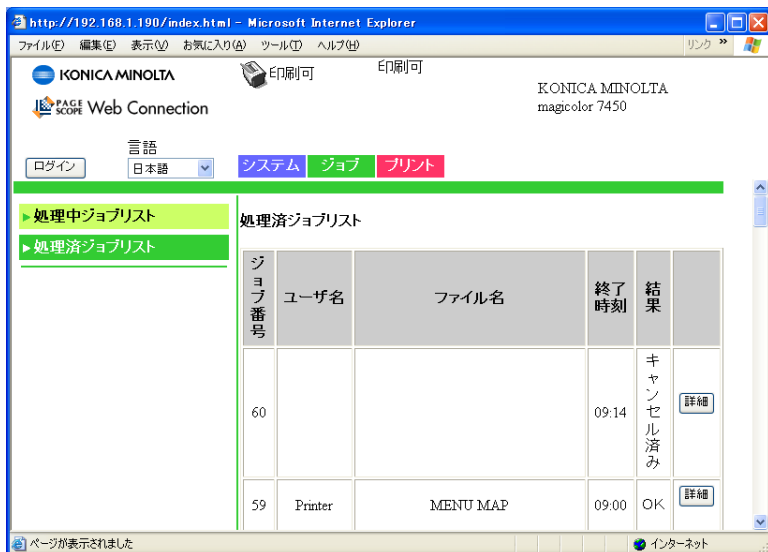 http://192.168.1.190/index.html - Microsoft Internet Explorer
ファイル(F) 編集(E) 表示(V) お気に入り(A) ツール(T) ヘルプ(H) リンク »
KONICA MINOLTA
印刷可
印刷可
KONICA MINOLTA
magicolor 7450
PAGE SCOPE Web Connection
言語
ログイン
日本語
システム
ジョブ
プリント
処理中ジョブリスト
処理済ジョブリスト
処理済ジョブリスト
ジョブ番号 ユーザ名 ファイル名 終了時刻 結果
60 09:14 キャンセル済み 詳細
59 Printer MENU MAP 09:00 OK 詳細
ページが表示されました
インターネット